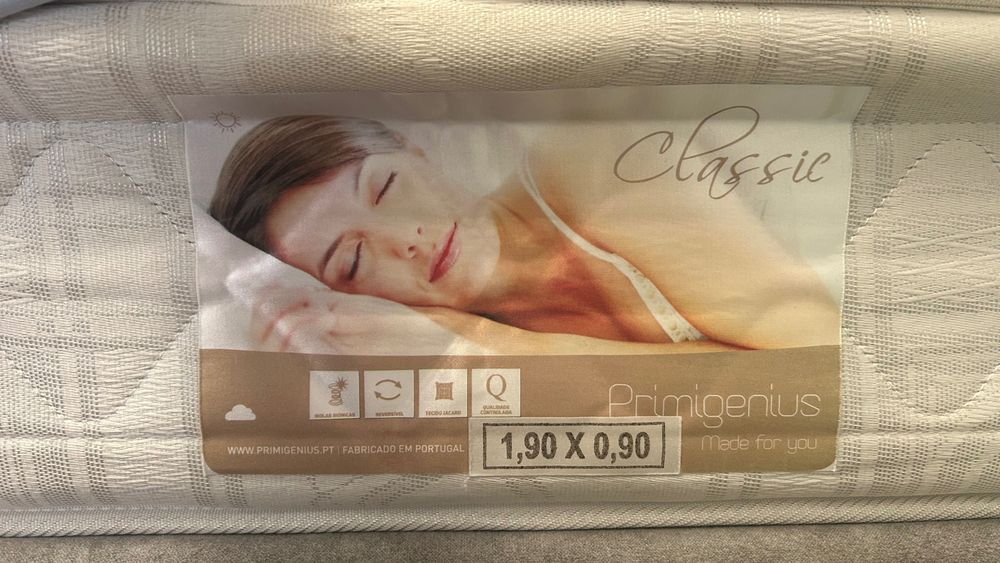 Classic
MOLAS BICÓNICAS
REVERSÍVEL
TECIDO JACARD
Q
QUALIDADE
CONTROLADA
Primigenius
Made for you
WWW.PRIMIGENIUS.PT | FABRICADO EM PORTUGAL
1,90 X 0,90